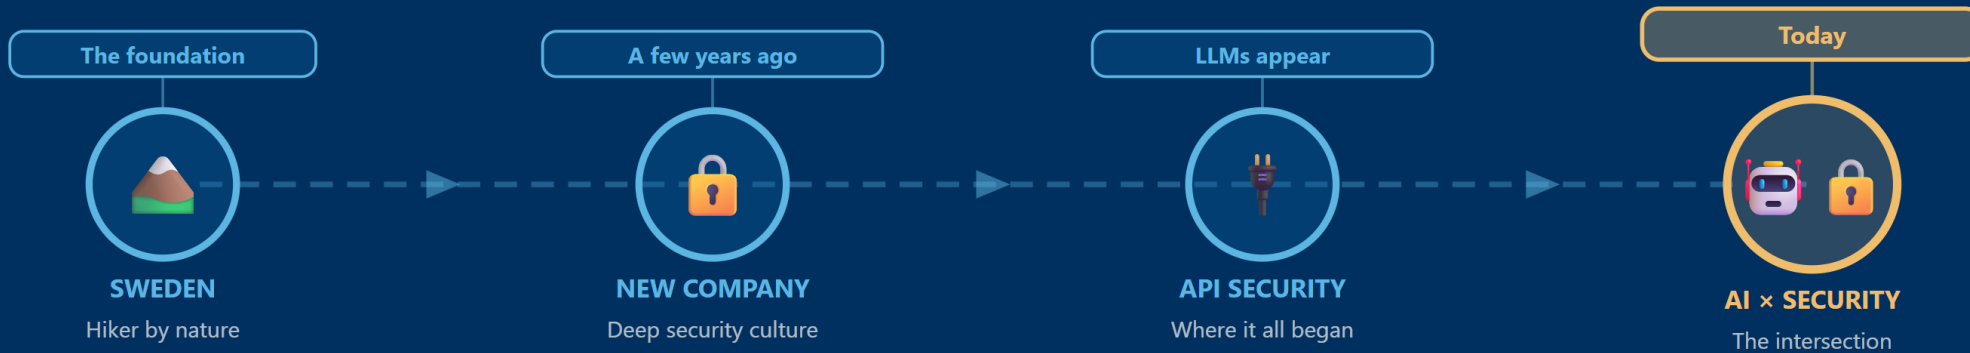 The foundation
A few years ago
LLMs appear
Today
SWEDEN
NEW COMPANY
API SECURITY
AI × SECURITY
Hiker by nature
Deep security culture
Where it all began
The intersection